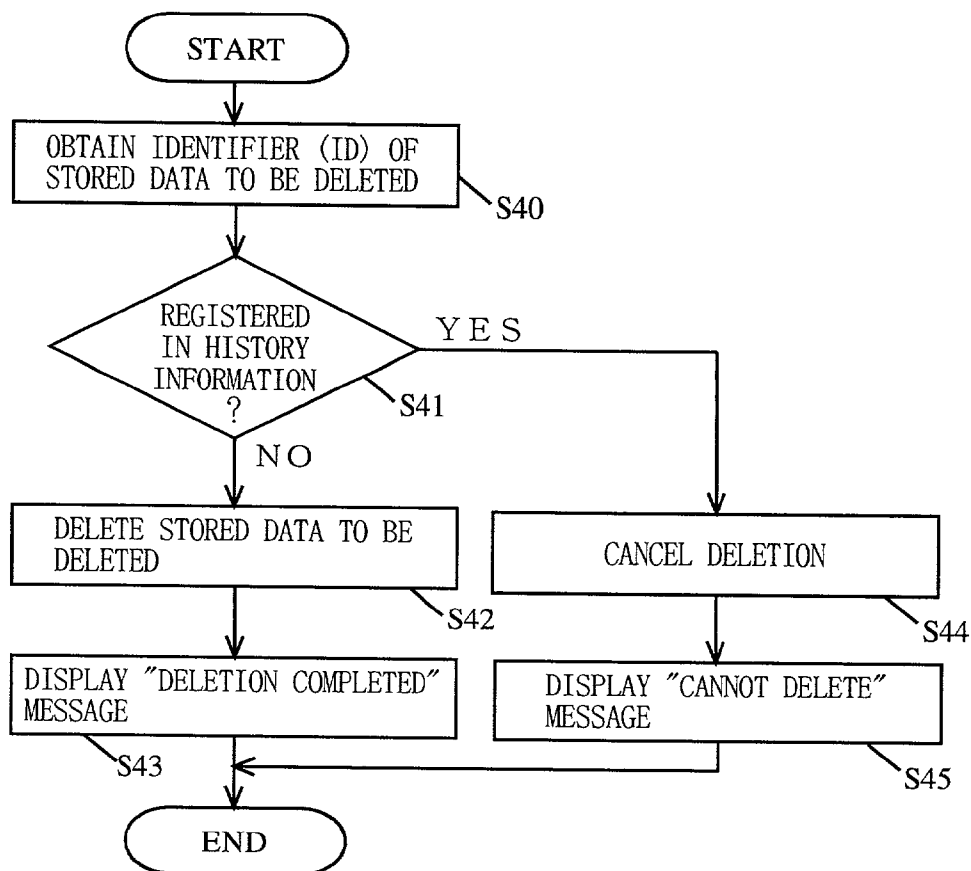 START
OBTAIN IDENTIFIER (ID) OF
STORED DATA TO BE DELETED
S40
REGISTERED
IN HISTORY
INFORMATION
?
S41
YES
NO
DELETE STORED DATA TO BE
DELETED
S42
CANCEL DELETION
S44
DISPLAY "DELETION COMPLETED"
MESSAGE
S43
DISPLAY "CANNOT DELETE"
MESSAGE
S45
END